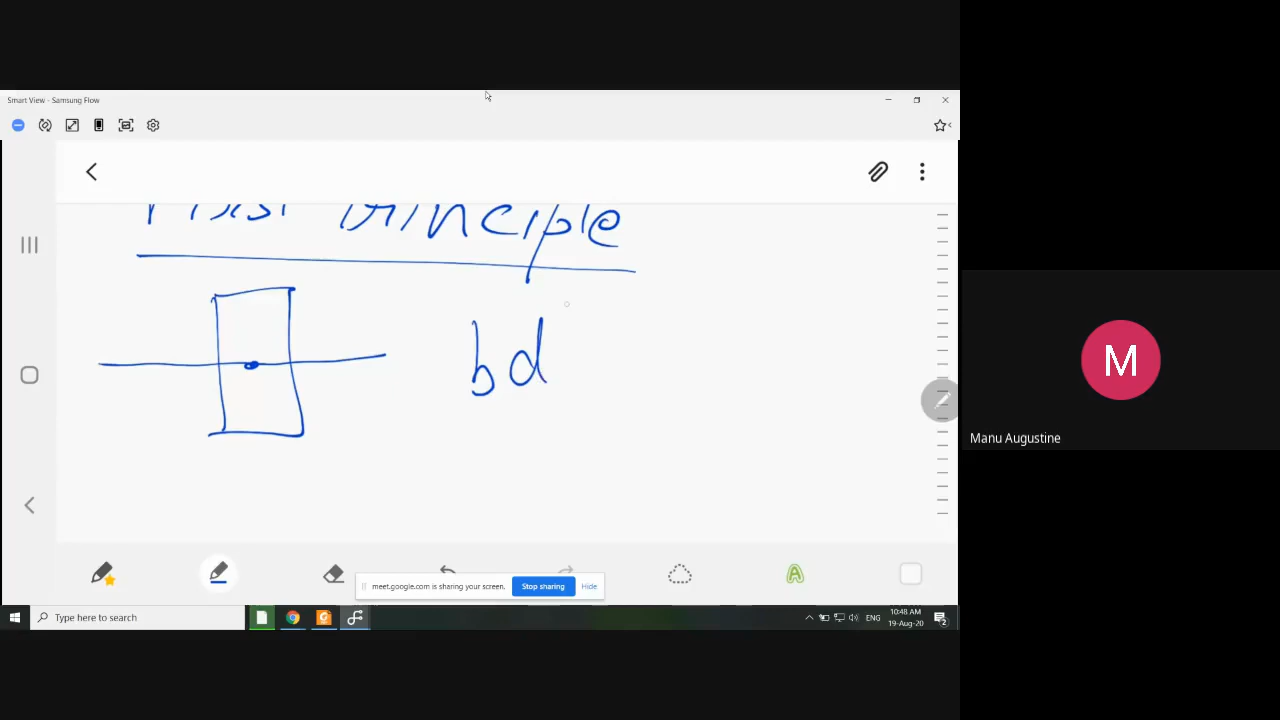 Smart View - Samsung Flow
First Principle
bd
M
Manu Augustine
A
meet.google.com is sharing your screen. Stop sharing Hide
Type here to search
ENG
10:48 AM
19-Aug-20
2